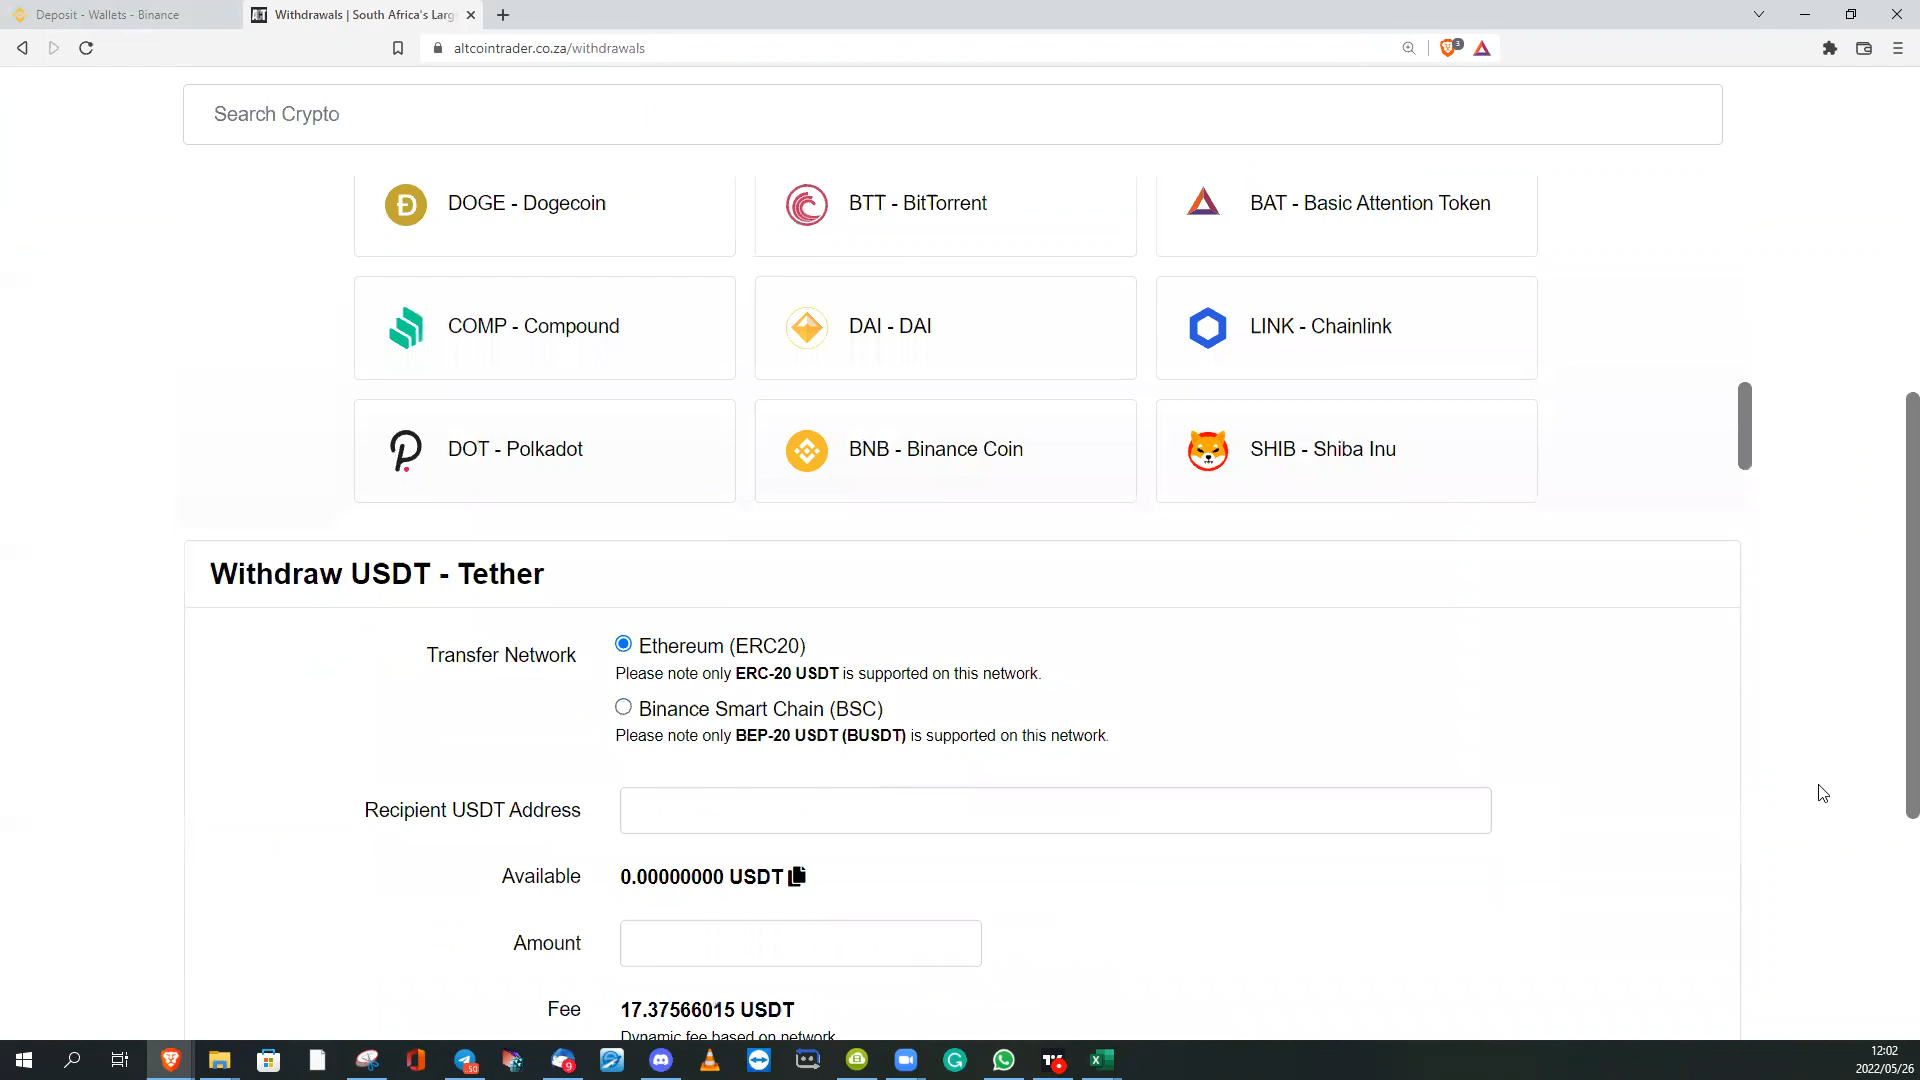 Deposit - Wallets - Binance
Withdrawals | South Africa's Larg
altcointrader.co.za/withdrawals
3
Search Crypto
DOGE - Dogecoin
BTT - BitTorrent
BAT - Basic Attention Token
COMP - Compound
DAI - DAI
LINK - Chainlink
DOT - Polkadot
BNB - Binance Coin
SHIB - Shiba Inu
Withdraw USDT - Tether
Transfer Network
Ethereum (ERC20)
Please note only ERC-20 USDT is supported on this network.
Binance Smart Chain (BSC)
Please note only BEP-20 USDT (BUSDT) is supported on this network.
Recipient USDT Address
Available
0.00000000 USDT
Amount
Fee
17.37566015 USDT
Dynamic fee based on network
.50
9
12:02
2022/05/26